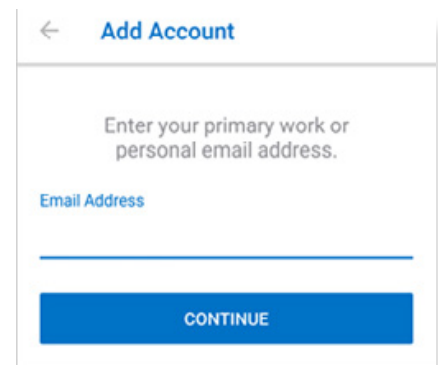 Add Account
Enter your primary work or
personal email address.
Email Address
CONTINUE